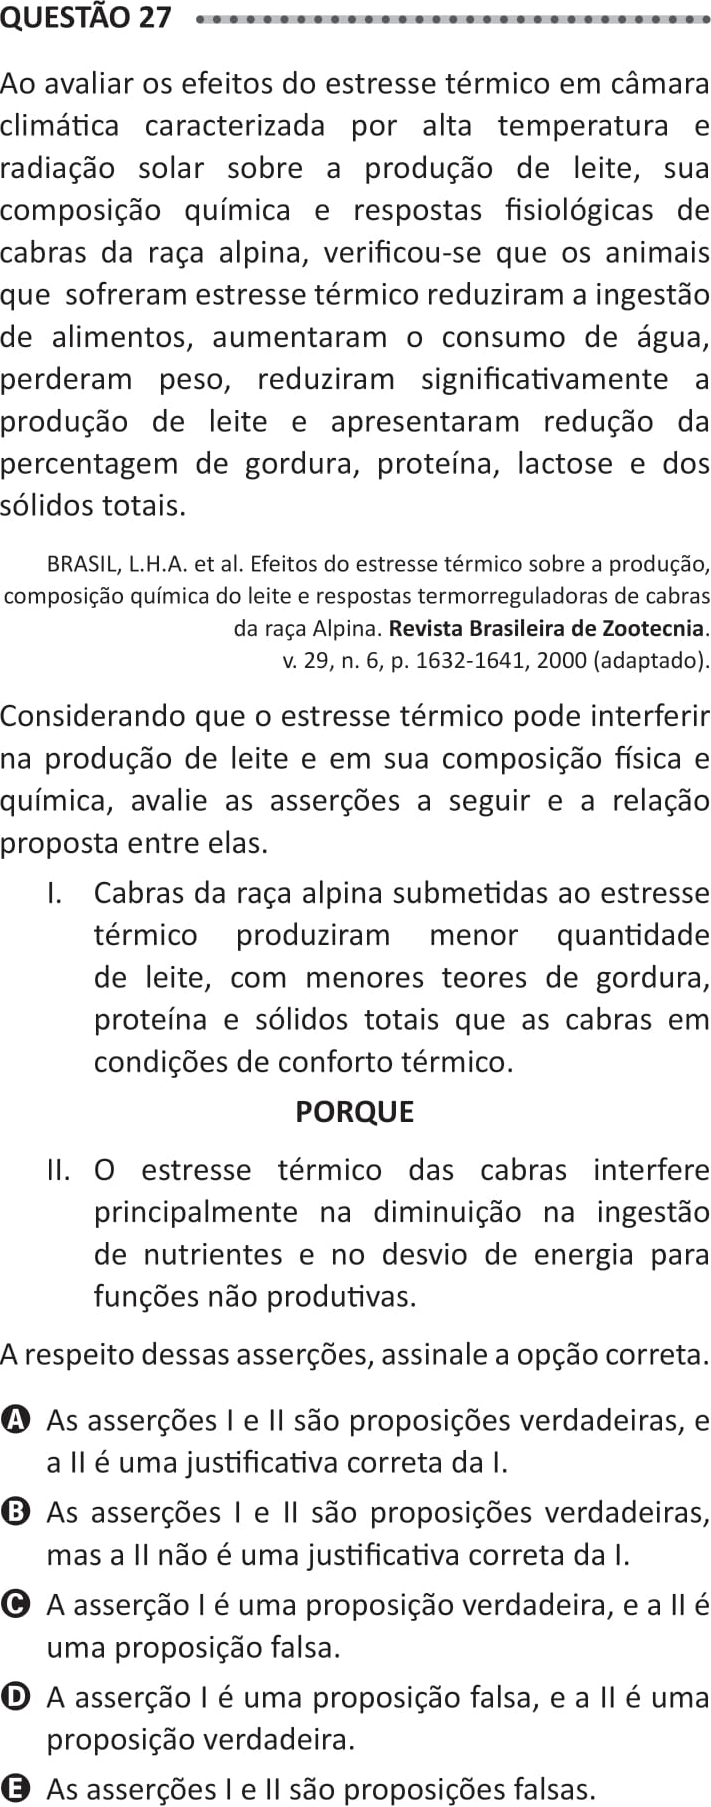 QUESTÃO 27
Ao avaliar os efeitos do estresse térmico em câmara
climática caracterizada por alta temperatura e
radiação solar sobre a produção de leite, sua
composição química e respostas fisiológicas de
cabras da raça alpina, verificou-se que os animais
que sofreram estresse térmico reduziram a ingestão
de alimentos, aumentaram o consumo de água,
perderam peso, reduziram significativamente a
produção de leite e apresentaram redução da
percentagem de gordura, proteína, lactose e dos
sólidos totais.
BRASIL, L.H.A. et al. Efeitos do estresse térmico sobre a produção,
composição química do leite e respostas termorreguladoras de cabras
da raça Alpina. Revista Brasileira de Zootecnia.
v. 29, n. 6, p. 1632-1641, 2000 (adaptado).
Considerando que o estresse térmico pode interferir
na produção de leite e em sua composição física e
química, avalie as asserções a seguir e a relação
proposta entre elas.
I. Cabras da raça alpina submetidas ao estresse
térmico produziram menor quantidade
de leite, com menores teores de gordura,
proteína e sólidos totais que as cabras em
condições de conforto térmico.
PORQUE
II. O estresse térmico das cabras interfere
principalmente na diminuição na ingestão
de nutrientes e no desvio de energia para
funções não produtivas.
A respeito dessas asserções, assinale a opção correta.
A As asserções I e II são proposições verdadeiras, e
a II é uma justificativa correta da I.
B As asserções I e II são proposições verdadeiras,
mas a II não é uma justificativa correta da I.
C A asserção I é uma proposição verdadeira, e a II é
uma proposição falsa.
D A asserção I é uma proposição falsa, e a II é uma
proposição verdadeira.
E As asserções I e II são proposições falsas.